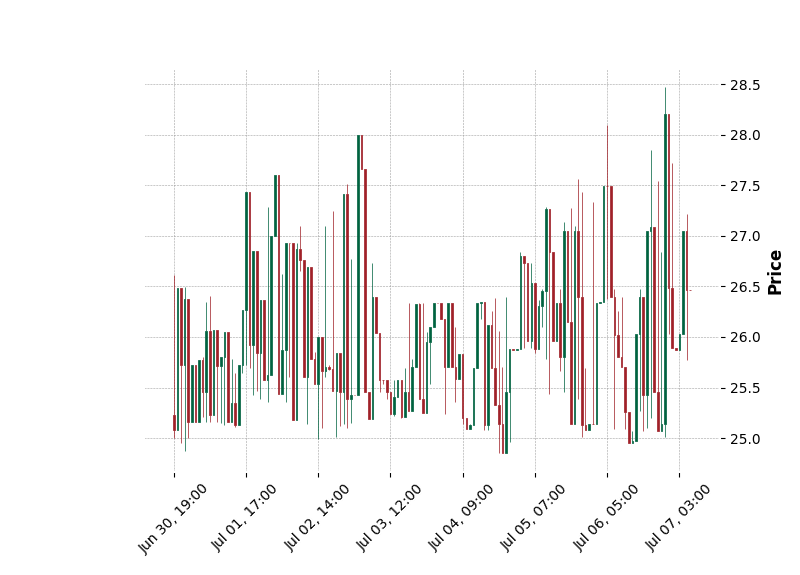 28.5
28.0
27.5
27.0
26.5
26.0
25.5
25.0
Price
Jun 30, 19:00
Jul 01, 17:00
Jul 02, 14:00
Jul 03, 12:00
Jul 04, 09:00
Jul 05, 07:00
Jul 06, 05:00
Jul 07, 03:00